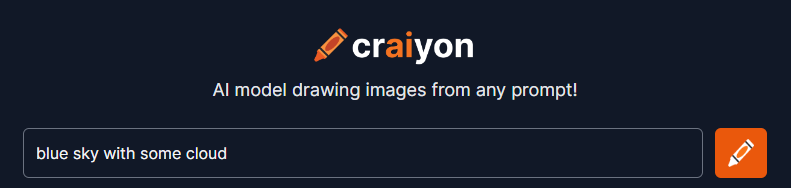 craiyon
AI model drawing images from any prompt!
blue sky with some cloud